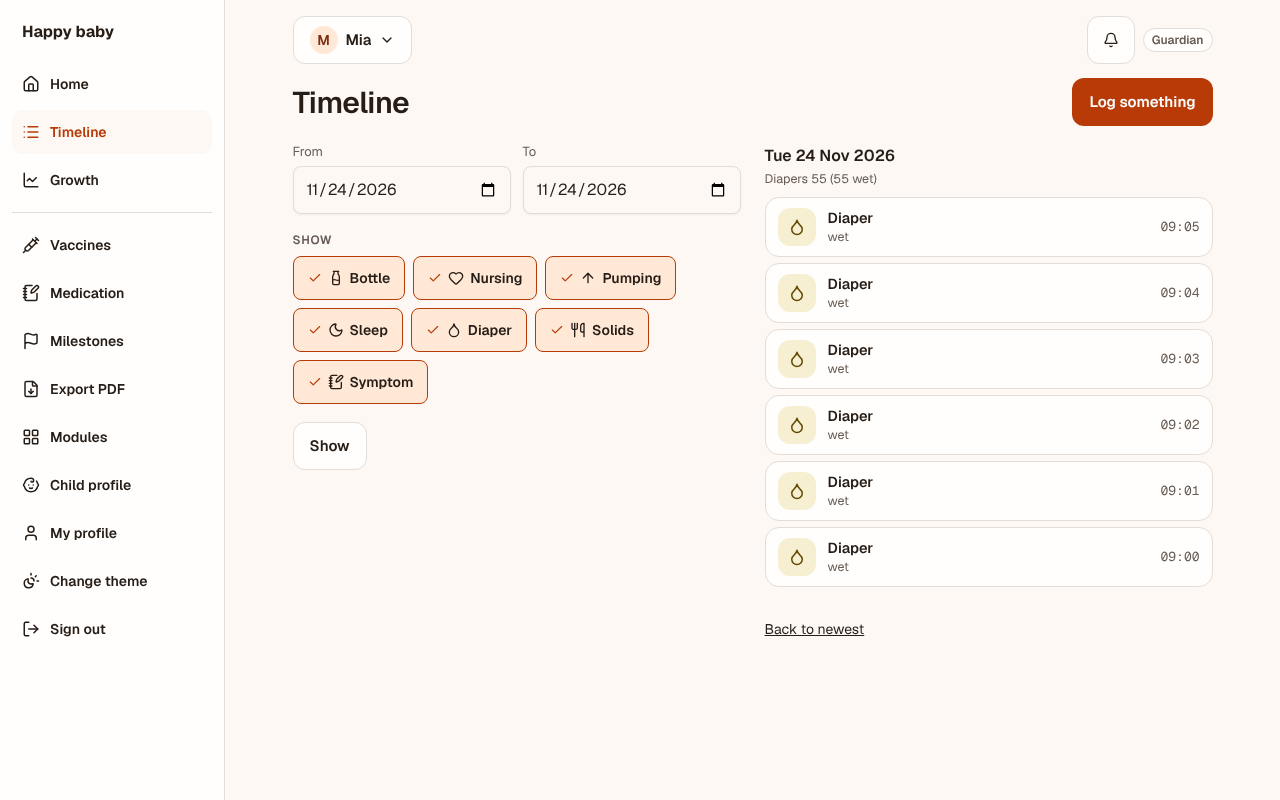 Happy baby
Home
Timeline
Growth
Vaccines
Medication
Milestones
Export PDF
Modules
Child profile
My profile
Change theme
Sign out
M Mia
Guardian
Timeline
Log something
From
To
11/24/2026
11/24/2026
SHOW
Bottle
Nursing
Pumping
Sleep
Diaper
Solids
Symptom
Show
Tue 24 Nov 2026
Diapers 55 (55 wet)
Diaper
wet
09:05
Diaper
wet
09:04
Diaper
wet
09:03
Diaper
wet
09:02
Diaper
wet
09:01
Diaper
wet
09:00
Back to newest